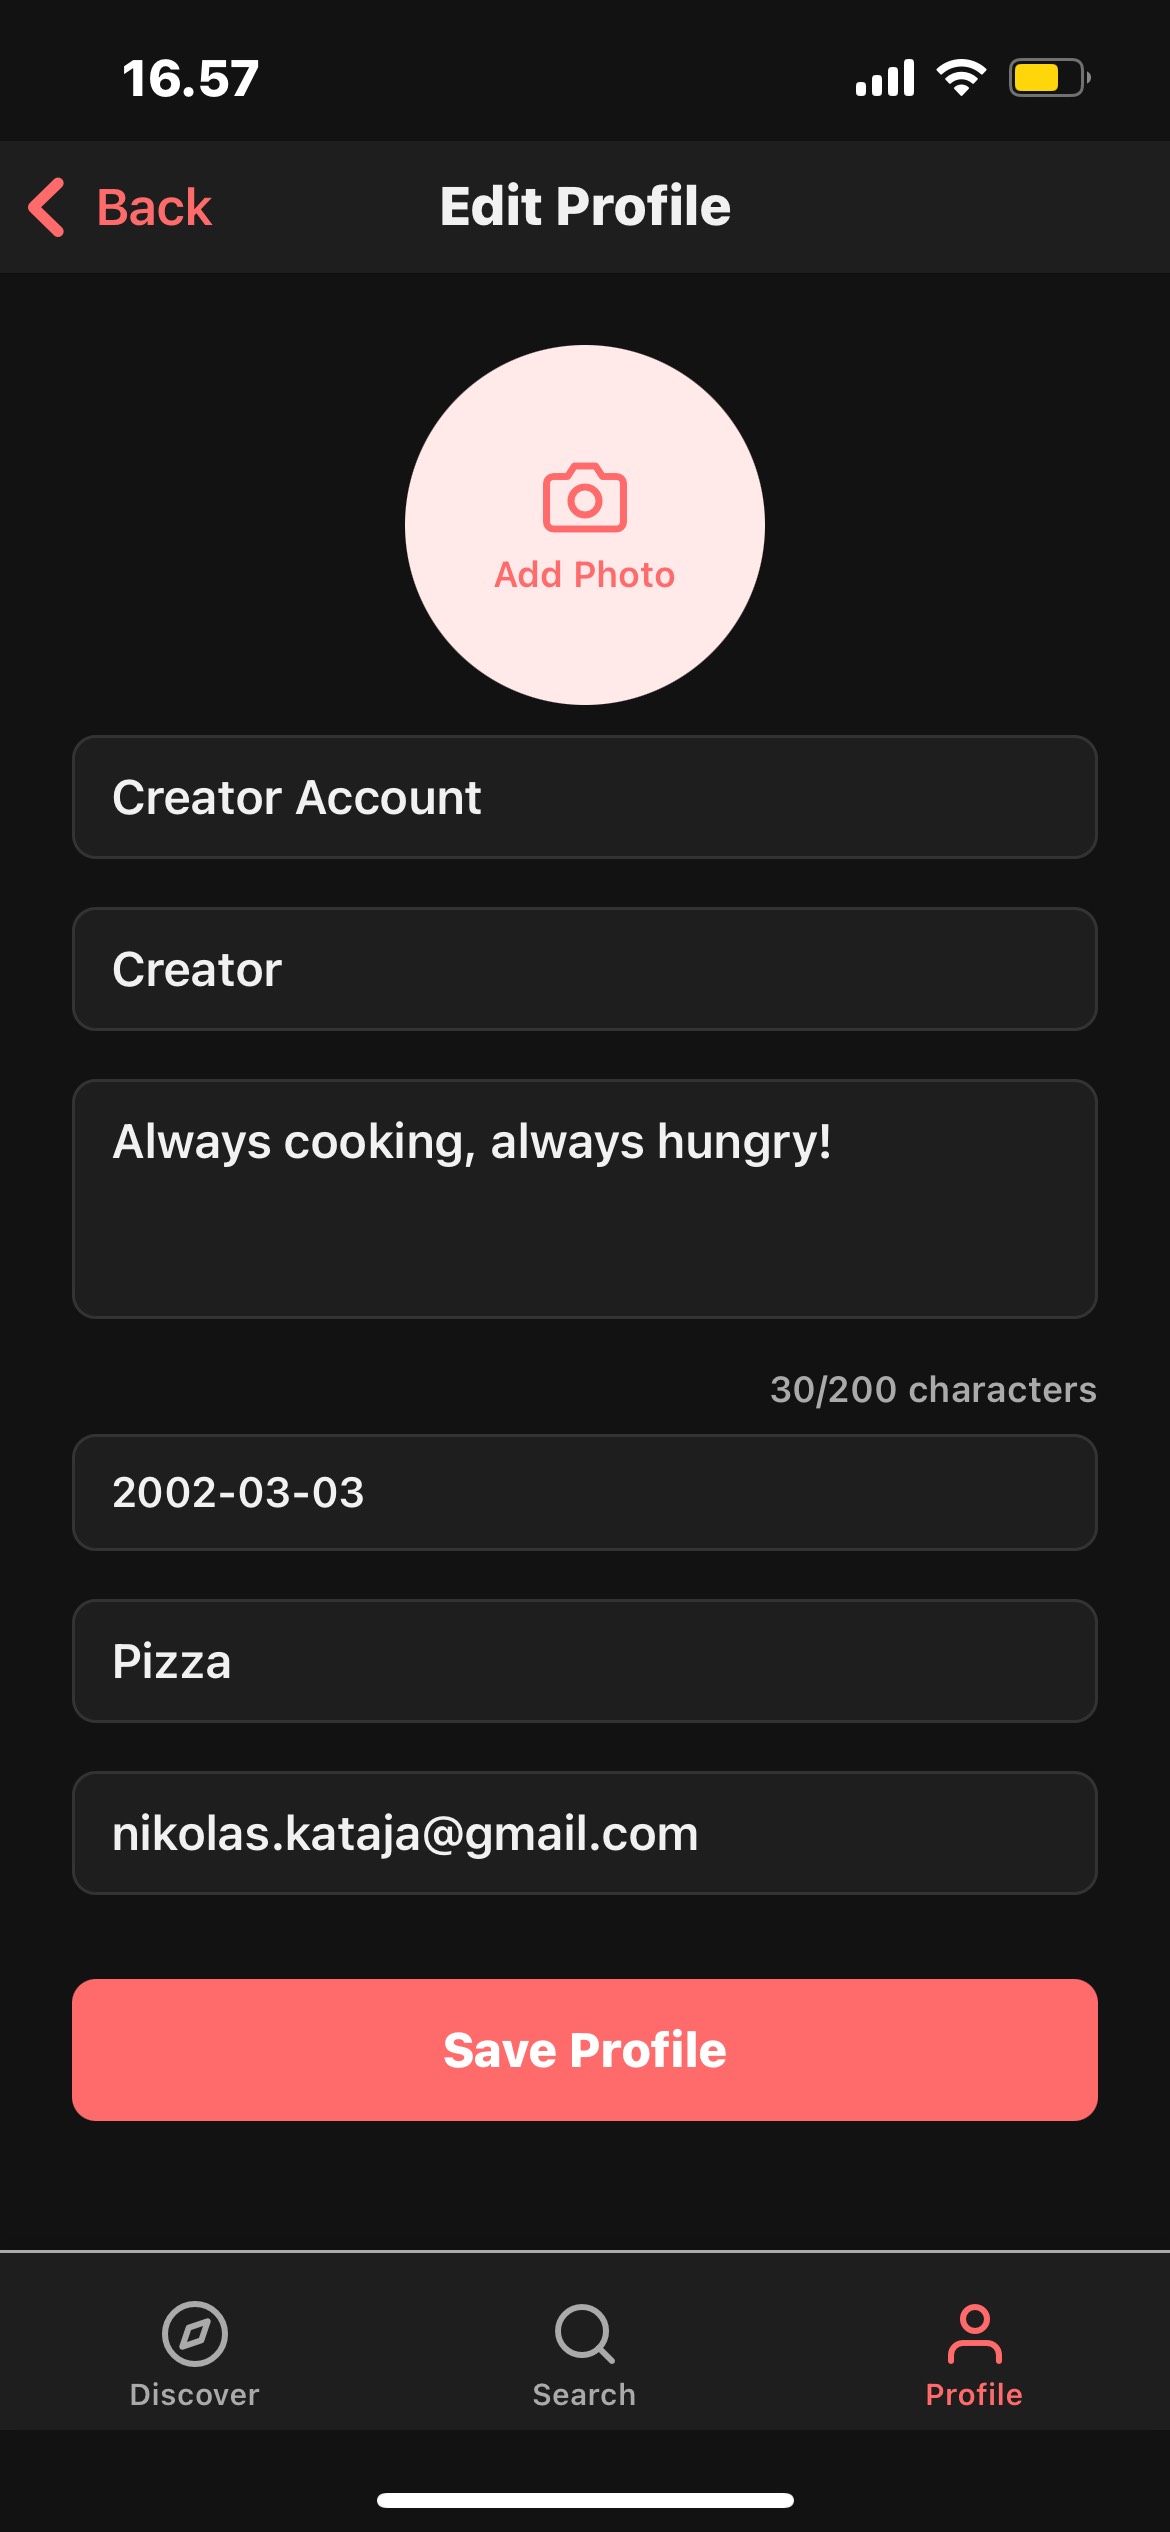 16.57
Back
Edit Profile
Add Photo
Creator Account
Creator
Always cooking, always hungry!
30/200 characters
2002-03-03
Pizza
nikolas.kataja@gmail.com
Save Profile
Discover
Search
Profile